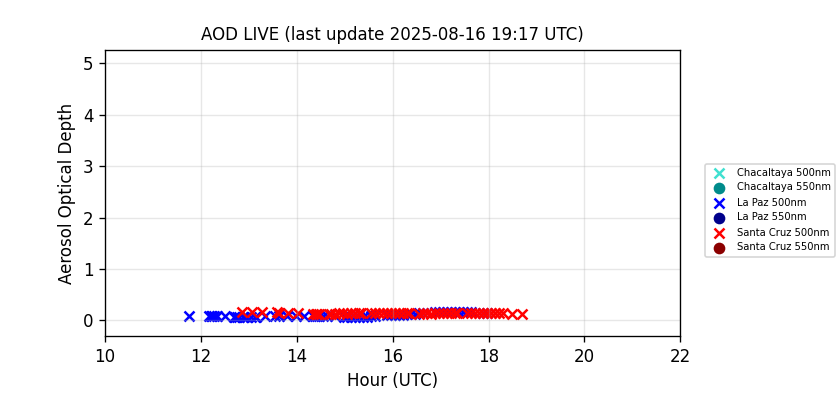 AOD LIVE (last update 2025-08-16 19:17 UTC)
Aerosol Optical Depth
5
4
3
2
1
0
10 12 14 16 18 20 22
Hour (UTC)
Chacaltaya 500nm
Chacaltaya 550nm
La Paz 500nm
La Paz 550nm
Santa Cruz 500nm
Santa Cruz 550nm